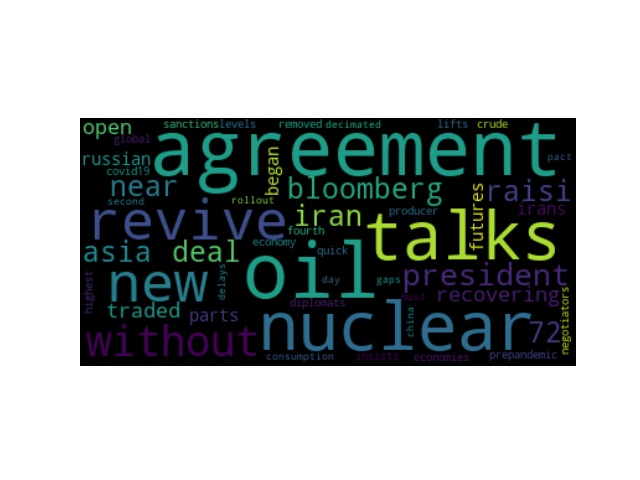 open sanctions levels removed decimated lifts crude
global agreement pact
russian covid19 began
near bloomberg raisi
second rollout futures irans
revive iran talks producer
fourth
asia deal economy quick
new oil president
delays day gaps
highest recovering must
traded parts diplomats china negotiators
without nuclear 72
consumption insists economies prepandemic